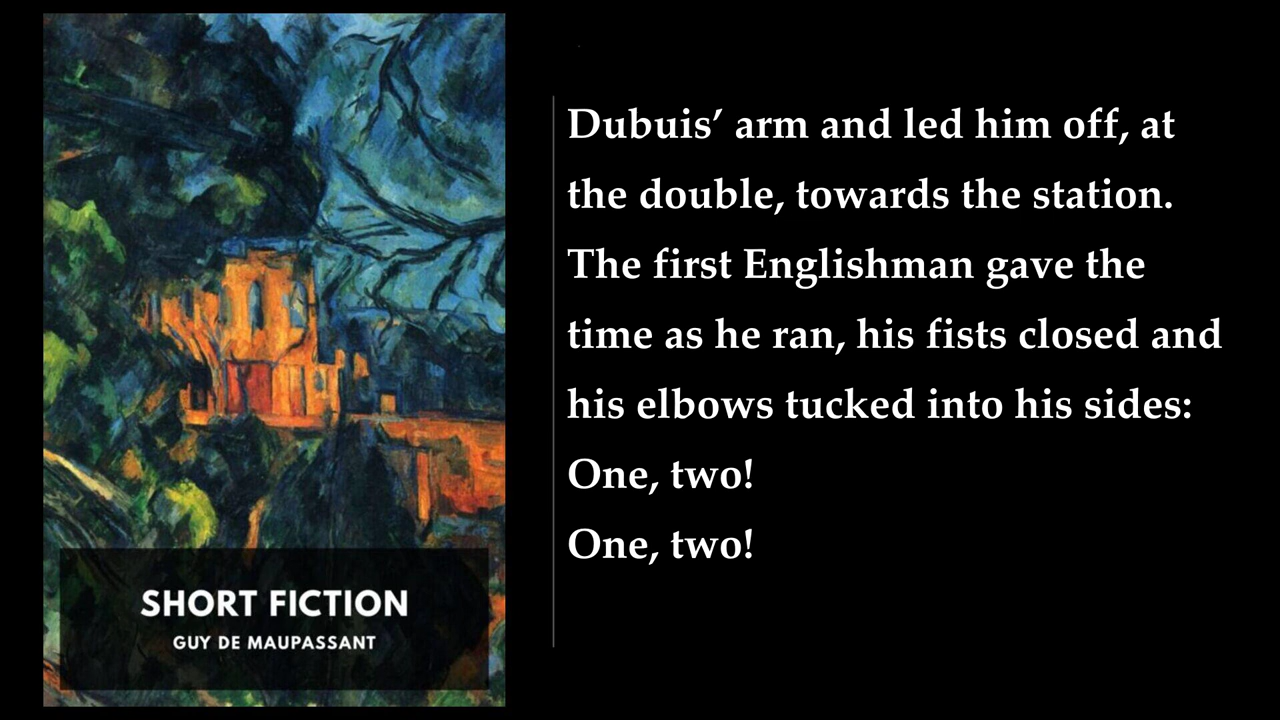 SHORT FICTION
GUY DE MAUPASSANT
Dubuis’ arm and led him off, at
the double, towards the station.
The first Englishman gave the
time as he ran, his fists closed and
his elbows tucked into his sides:
One, two!
One, two!